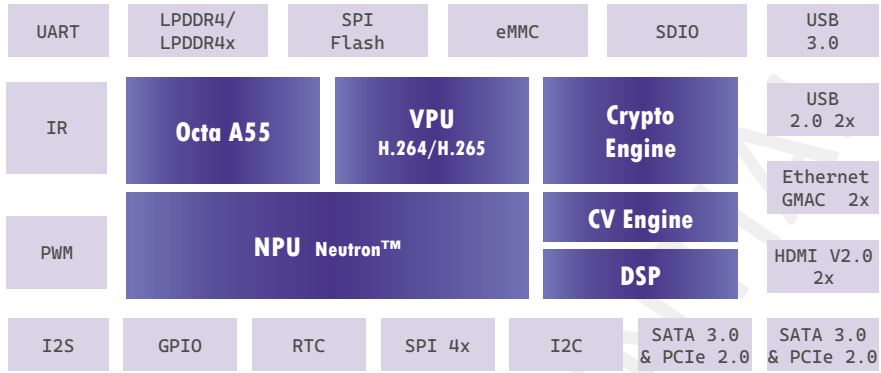 UART
LPDDR4/
LPDDR4x
SPI
Flash
eMMC
SDIO
USB
3.0
IR
Octa A55
VPU
H.264/H.265
Crypto
Engine
USB
2.0 2x
Ethernet
GMAC 2x
PWM
NPU Neutron™
CV Engine
DSP
HDMI V2.0
2x
I2S
GPIO
RTC
SPI 4x
I2C
SATA 3.0
& PCIe 2.0
SATA 3.0
& PCIe 2.0